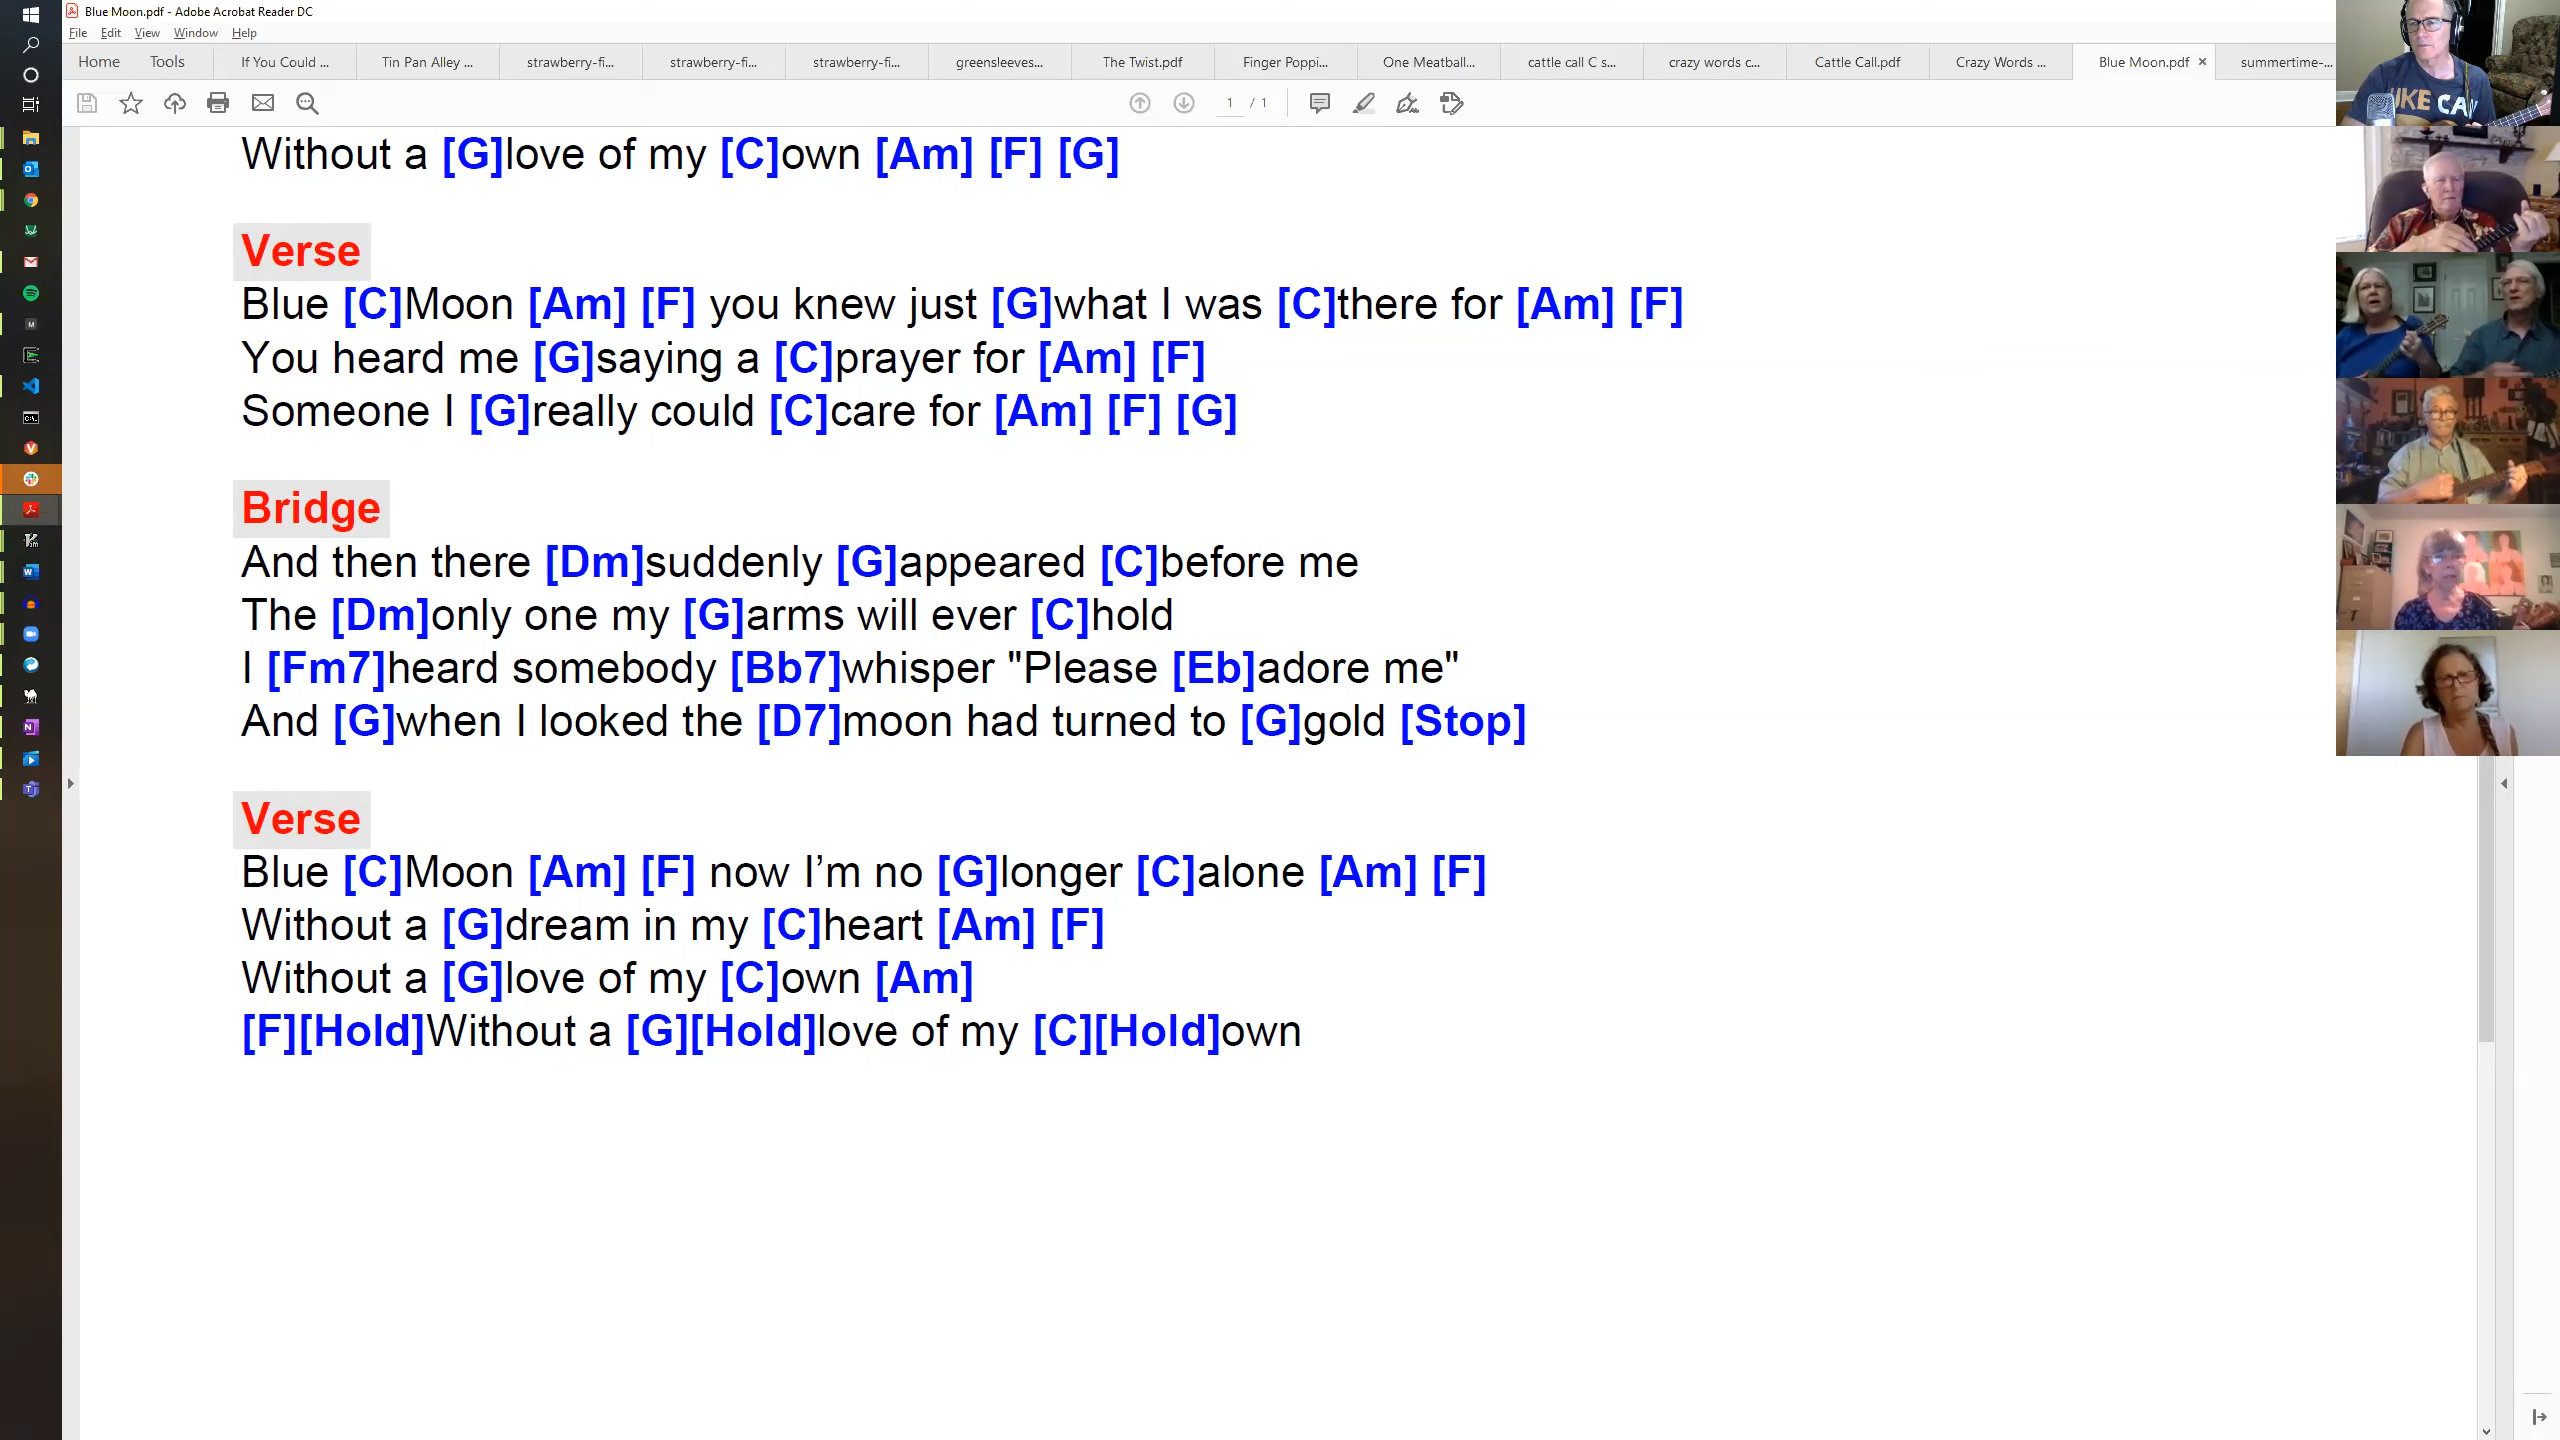 Blue Moon.pdf - Adobe Acrobat Reader DC
File Edit View Window Help
Home Tools If You Could ... Tin Pan Alley ... strawberry-fi... strawberry-fi... strawberry-fi... greensleeves... The Twist.pdf Finger Poppi... One Meatball... cattle call C s... crazy words c... Cattle Call.pdf Crazy Words ... Blue Moon.pdf × summertime-...
1 / 1
Without a [G]love of my [C]own [Am] [F] [G]
Verse
Blue [C]Moon [Am] [F] you knew just [G]what I was [C]there for [Am] [F]
You heard me [G]saying a [C]prayer for [Am] [F]
Someone I [G]really could [C]care for [Am] [F] [G]
Bridge
And then there [Dm]suddenly [G]appeared [C]before me
The [Dm]only one my [G]arms will ever [C]hold
I [Fm7]heard somebody [Bb7]whisper "Please [Eb]adore me"
And [G]when I looked the [D7]moon had turned to [G]gold [Stop]
Verse
Blue [C]Moon [Am] [F] now I’m no [G]longer [C]alone [Am] [F]
Without a [G]dream in my [C]heart [Am] [F]
Without a [G]love of my [C]own [Am]
[F][Hold]Without a [G][Hold]love of my [C][Hold]own